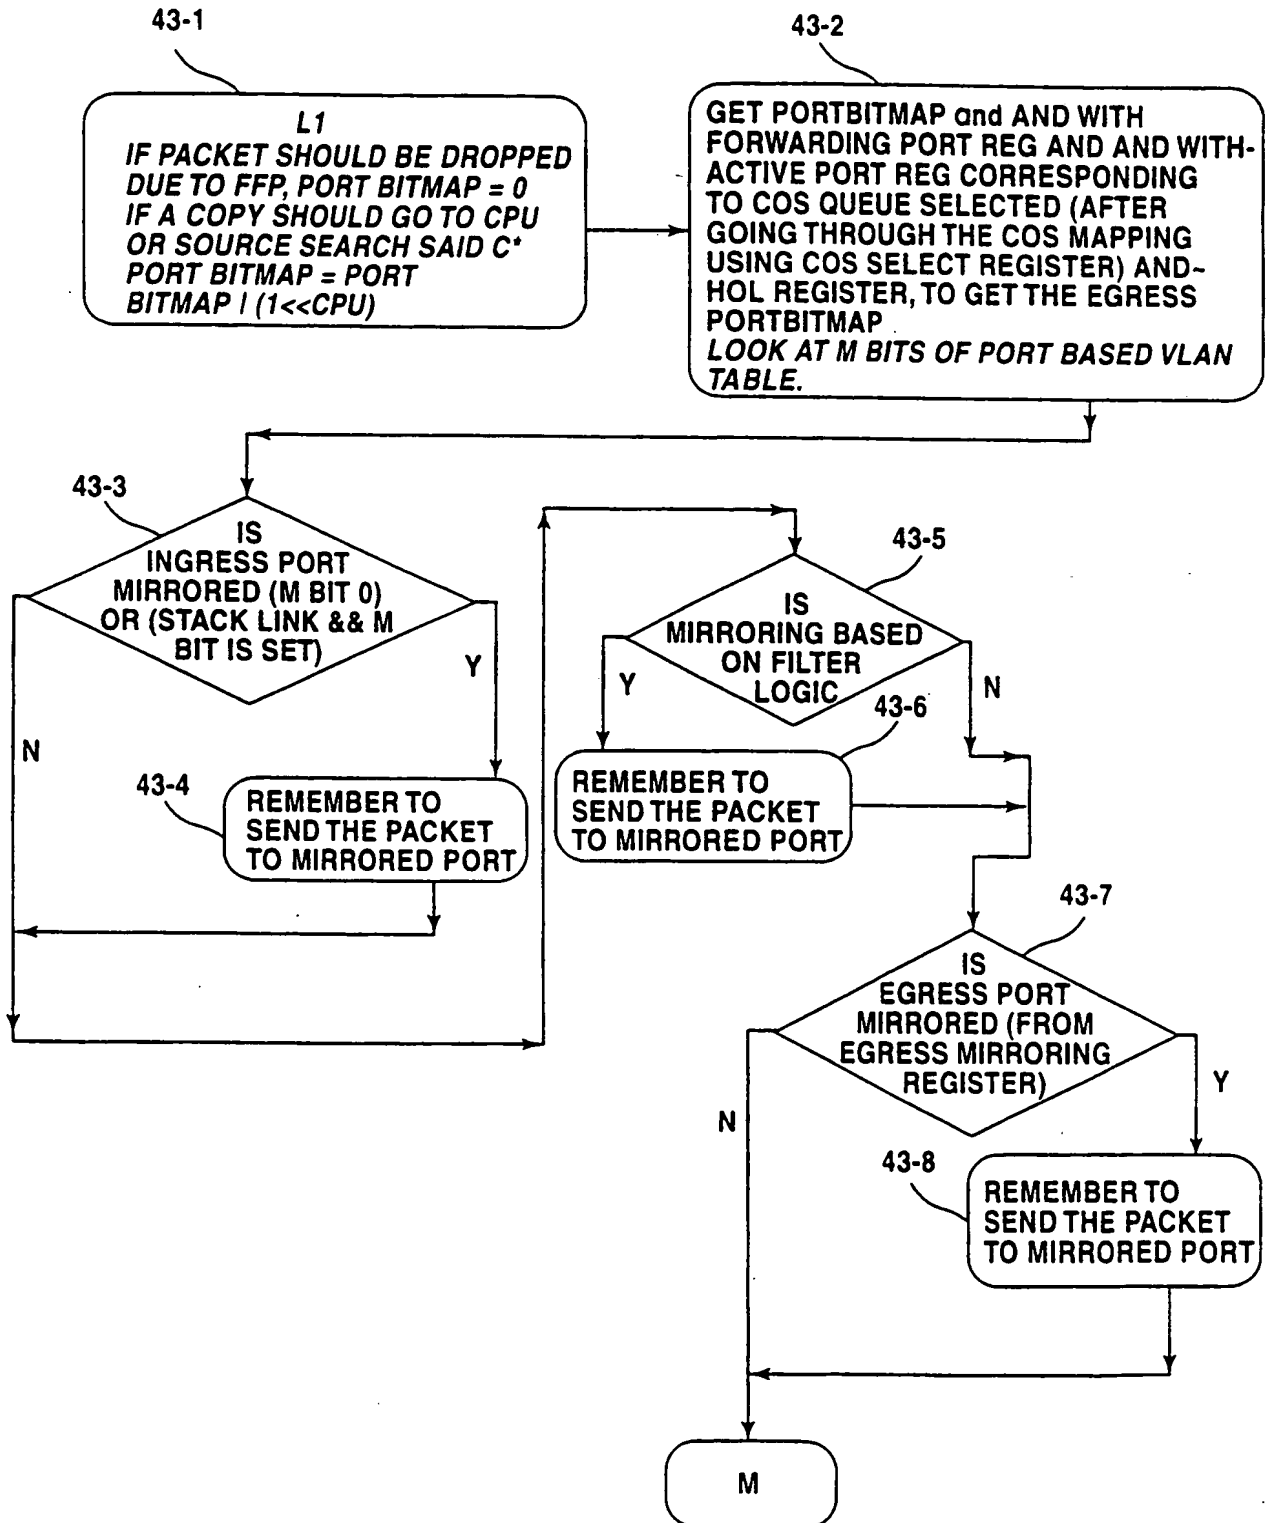 43-1
L1
IF PACKET SHOULD BE DROPPED
DUE TO FFP, PORT BITMAP = 0
IF A COPY SHOULD GO TO CPU
OR SOURCE SEARCH SAID C*
PORT BITMAP = PORT
BITMAP | (1<<CPU)
43-2
GET PORTBITMAP and AND WITH
FORWARDING PORT REG AND AND WITH-
ACTIVE PORT REG CORRESPONDING
TO COS QUEUE SELECTED (AFTER
GOING THROUGH THE COS MAPPING
USING COS SELECT REGISTER) AND~
HOL REGISTER, TO GET THE EGRESS
PORTBITMAP
LOOK AT M BITS OF PORT BASED VLAN
TABLE.
43-3
IS
INGRESS PORT
MIRRORED (M BIT 0)
OR (STACK LINK && M
BIT IS SET)
Y
N
43-4
REMEMBER TO
SEND THE PACKET
TO MIRRORED PORT
43-5
IS
MIRRORING BASED
ON FILTER
LOGIC
Y
N
43-6
REMEMBER TO
SEND THE PACKET
TO MIRRORED PORT
43-7
IS
EGRESS PORT
MIRRORED (FROM
EGRESS MIRRORING
REGISTER)
Y
N
43-8
REMEMBER TO
SEND THE PACKET
TO MIRRORED PORT
M